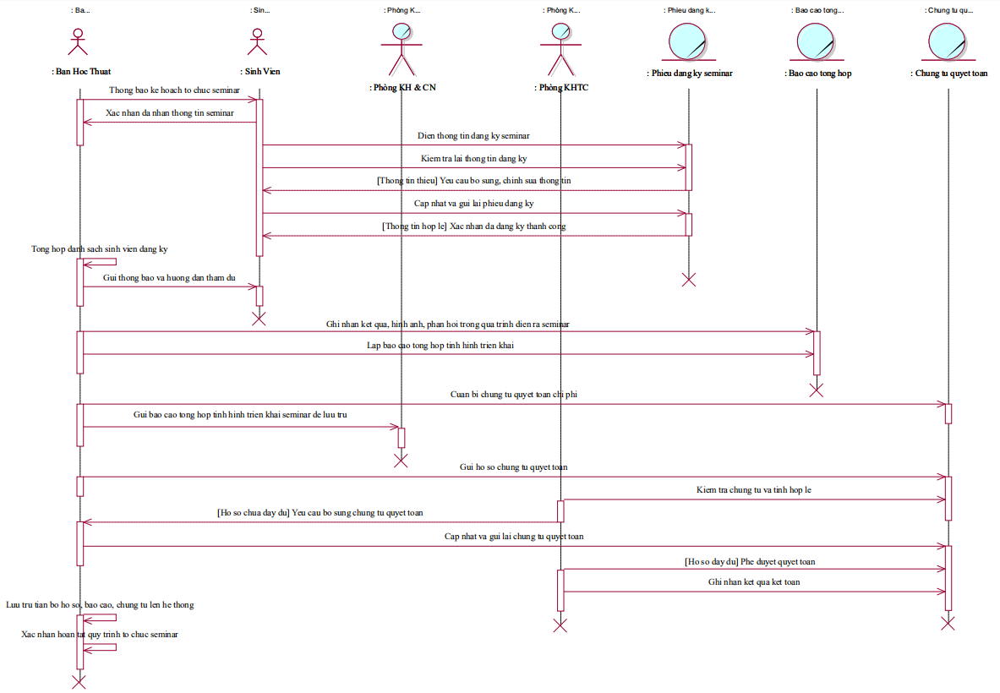 : Ba...
: Sin...
: Phòng K...
: Phòng K...
: Phieu dang k...
: Bao cao tong...
: Chung tu qu...
: Ban Hoc Thuat
: Sinh Vien
: Phòng KH & CN
: Phòng KHTC
: Phieu dang ky seminar
: Bao cao tong hop
: Chung tu quyet toan
Thong bao ke hoach to chuc seminar
Xac nhan da nhan thong tin seminar
Dien thong tin dang ky seminar
Kiem tra lai thong tin dang ky
[Thong tin thieu] Yeu cau bo sung, chinh sua thong tin
Cap nhat va gui lai phieu dang ky
[Thong tin hop le] Xac nhan da dang ky thanh cong
Tong hop danh sach sinh vien dang ky
Gui thong bao va huong dan tham du
Ghi nhan ket qua, hinh anh, phan hoi trong qua trinh dien ra seminar
Lap bao cao tong hop tinh hinh trien khai
Cuan bi chung tu quyet toan chi phi
Gui bao cao tong hop tinh hinh trien khai seminar de luu tru
Gui ho so chung tu quyet toan
Kiem tra chung tu va tinh hop le
[Ho so chua day du] Yeu cau bo sung chung tu quyet toan
Cap nhat va gui lai chung tu quyet toan
[Ho so day du] Phe duyet quyet toan
Ghi nhan ket qua ket toan
Luu tru tian bo ho so, bao cao, chung tu len he thong
Xac nhan hoan tat quy trinh to chuc seminar